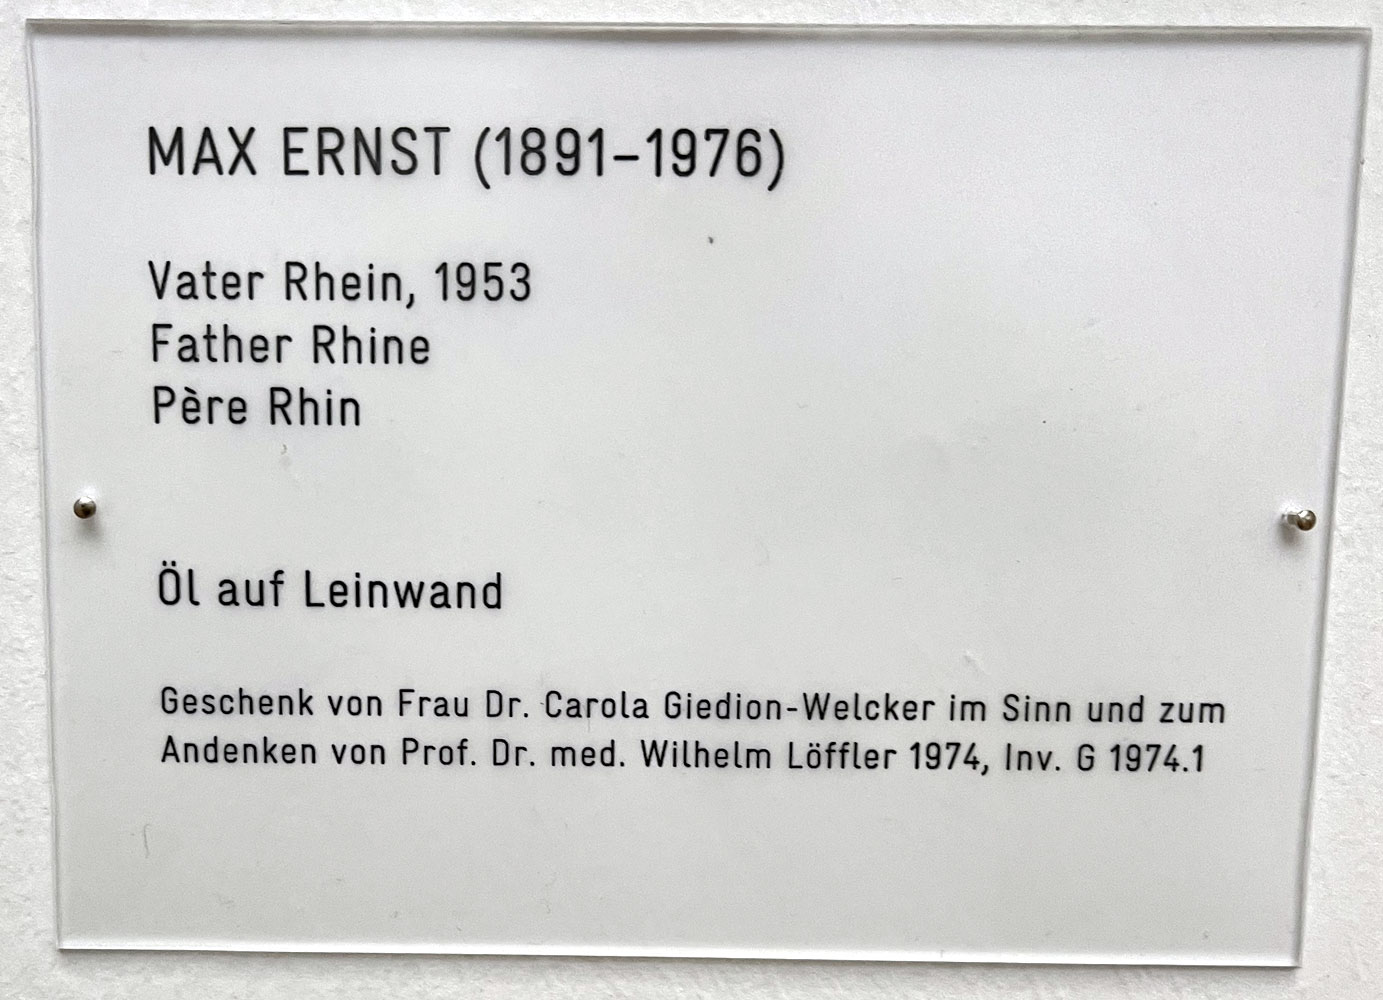 MAX ERNST (1891–1976)
Vater Rhein, 1953
Father Rhine
Père Rhin
Öl auf Leinwand
Geschenk von Frau Dr. Carola Giedion-Welcker im Sinn und zum
Andenken von Prof. Dr. med. Wilhelm Löffler 1974, Inv. G 1974.1